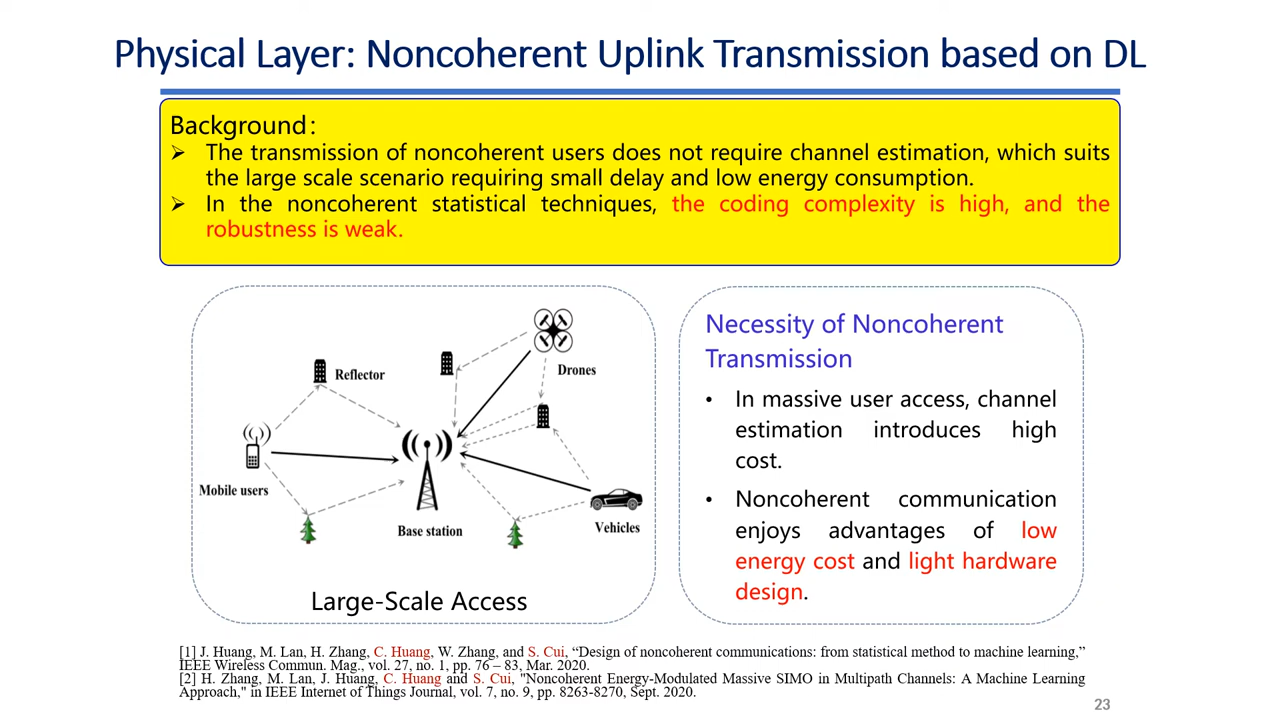 Physical Layer: Noncoherent Uplink Transmission based on DL
Background:
➢ The transmission of noncoherent users does not require channel estimation, which suits
the large scale scenario requiring small delay and low energy consumption.
➢ In the noncoherent statistical techniques, the coding complexity is high, and the
robustness is weak.
Reflector
Drones
Mobile users
Base station
Vehicles
Large-Scale Access
Necessity of Noncoherent
Transmission
• In massive user access, channel
estimation introduces high
cost.
• Noncoherent communication
enjoys advantages of low
energy cost and light hardware
design.
[1] J. Huang, M. Lan, H. Zhang, C. Huang, W. Zhang, and S. Cui, “Design of noncoherent communications: from statistical method to machine learning,”
IEEE Wireless Commun. Mag., vol. 27, no. 1, pp. 76 – 83, Mar. 2020.
[2] H. Zhang, M. Lan, J. Huang, C. Huang and S. Cui, "Noncoherent Energy-Modulated Massive SIMO in Multipath Channels: A Machine Learning
Approach," in IEEE Internet of Things Journal, vol. 7, no. 9, pp. 8263-8270, Sept. 2020.
23